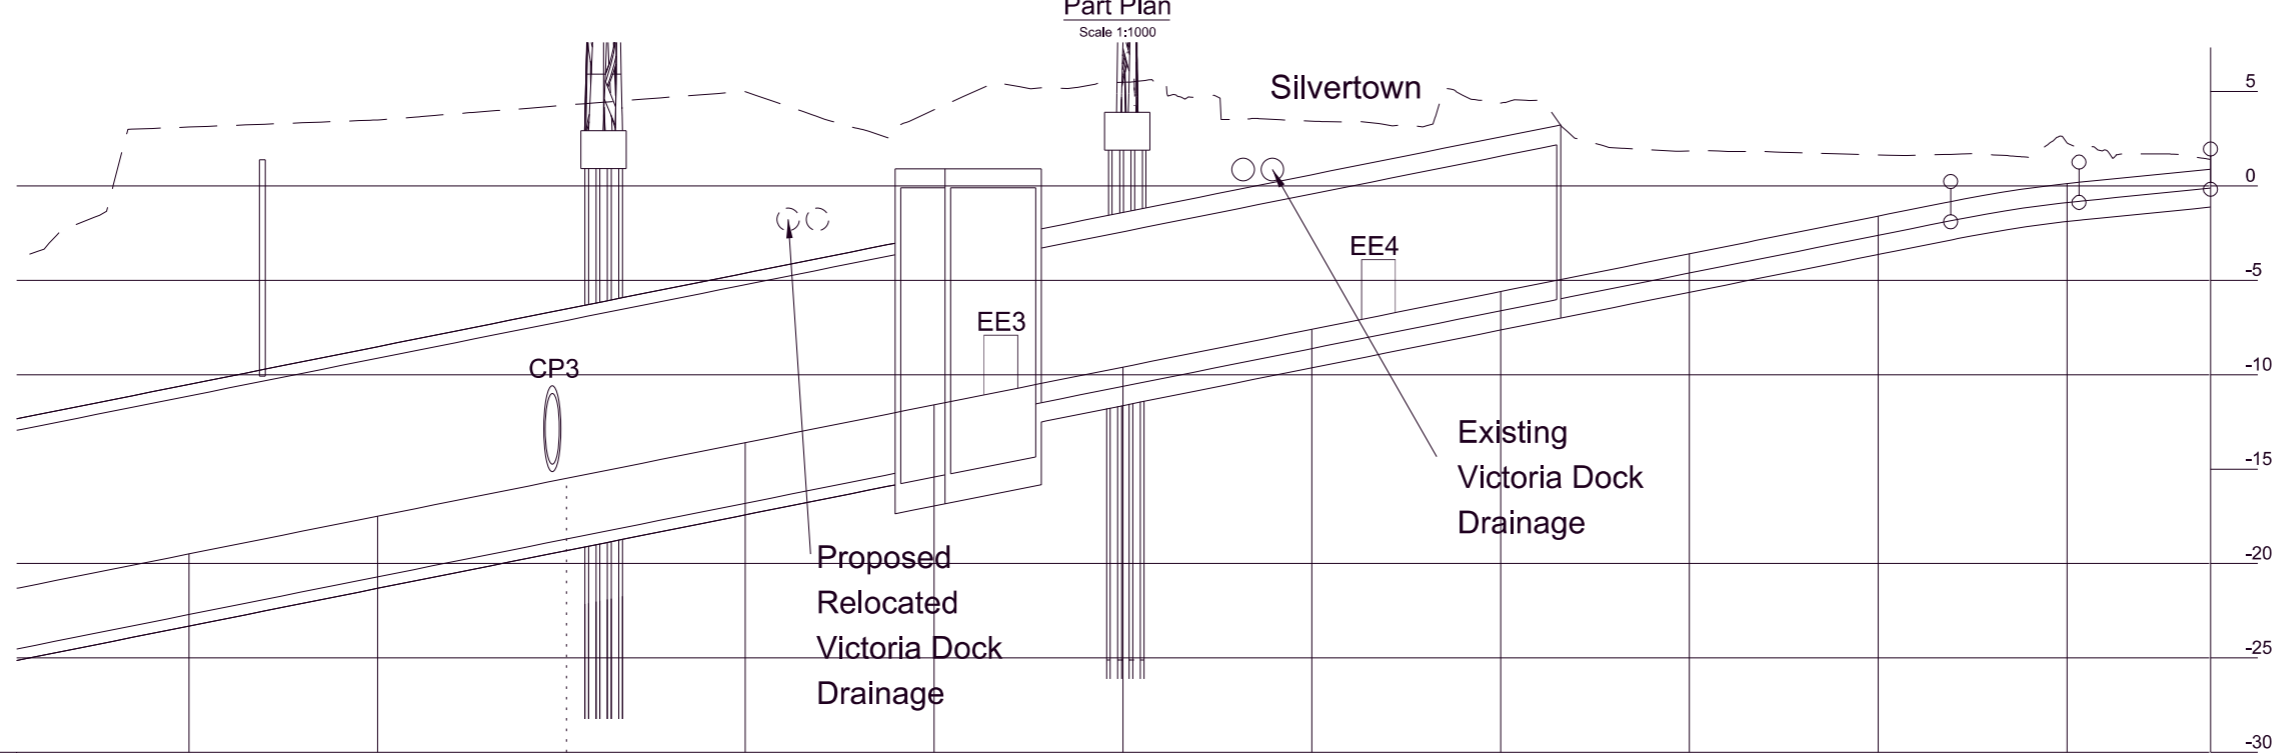 Part Plan
Scale 1:1000
Silvertown
5
0
EE4
-5
EE3
CP3
-10
Existing
Victoria Dock
Drainage
-15
Proposed
Relocated
Victoria Dock
Drainage
-20
-25
-30